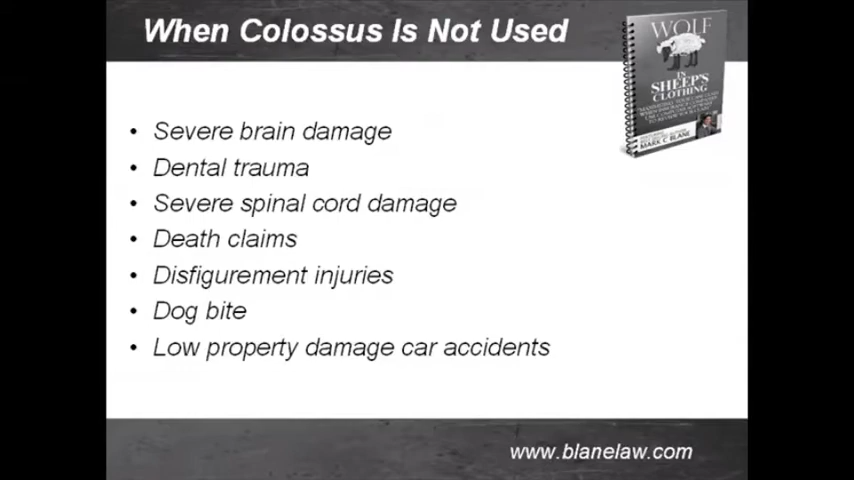 When Colossus Is Not Used
WOLF
IN
SHEEP'S
CLOTHING
MARK C BLANE
• Severe brain damage
• Dental trauma
• Severe spinal cord damage
• Death claims
• Disfigurement injuries
• Dog bite
• Low property damage car accidents
www.blanelaw.com